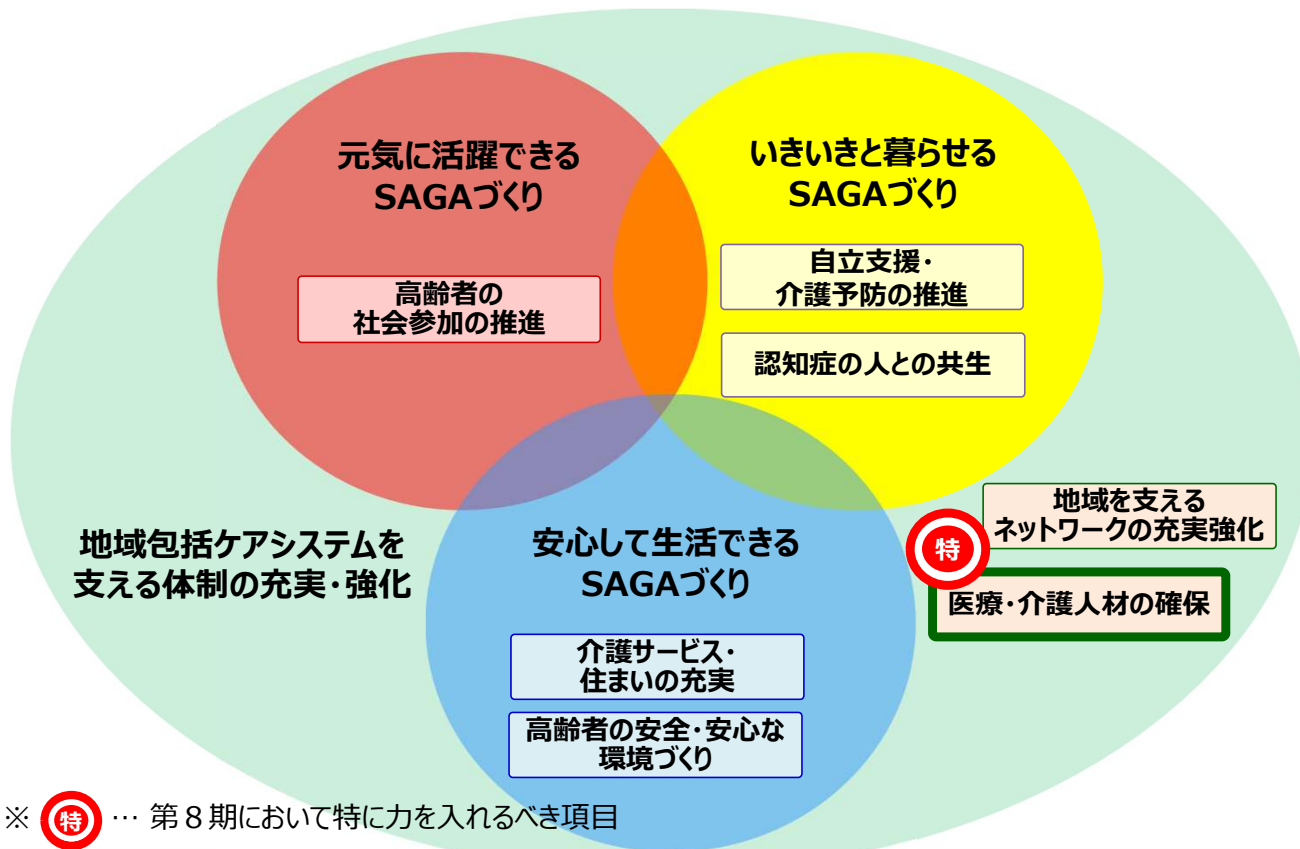 元気に活躍できる
SAGAづくり
高齢者の
社会参加の推進
いきいきと暮らせる
SAGAづくり
自立支援・
介護予防の推進
認知症の人との共生
地域包括ケアシステムを
支える体制の充実・強化
安心して生活できる
SAGAづくり
介護サービス・
住まいの充実
高齢者の安全・安心な
環境づくり
地域を支える
ネットワークの充実強化
特
医療・介護人材の確保
※ 特 … 第8期において特に力を入れるべき項目